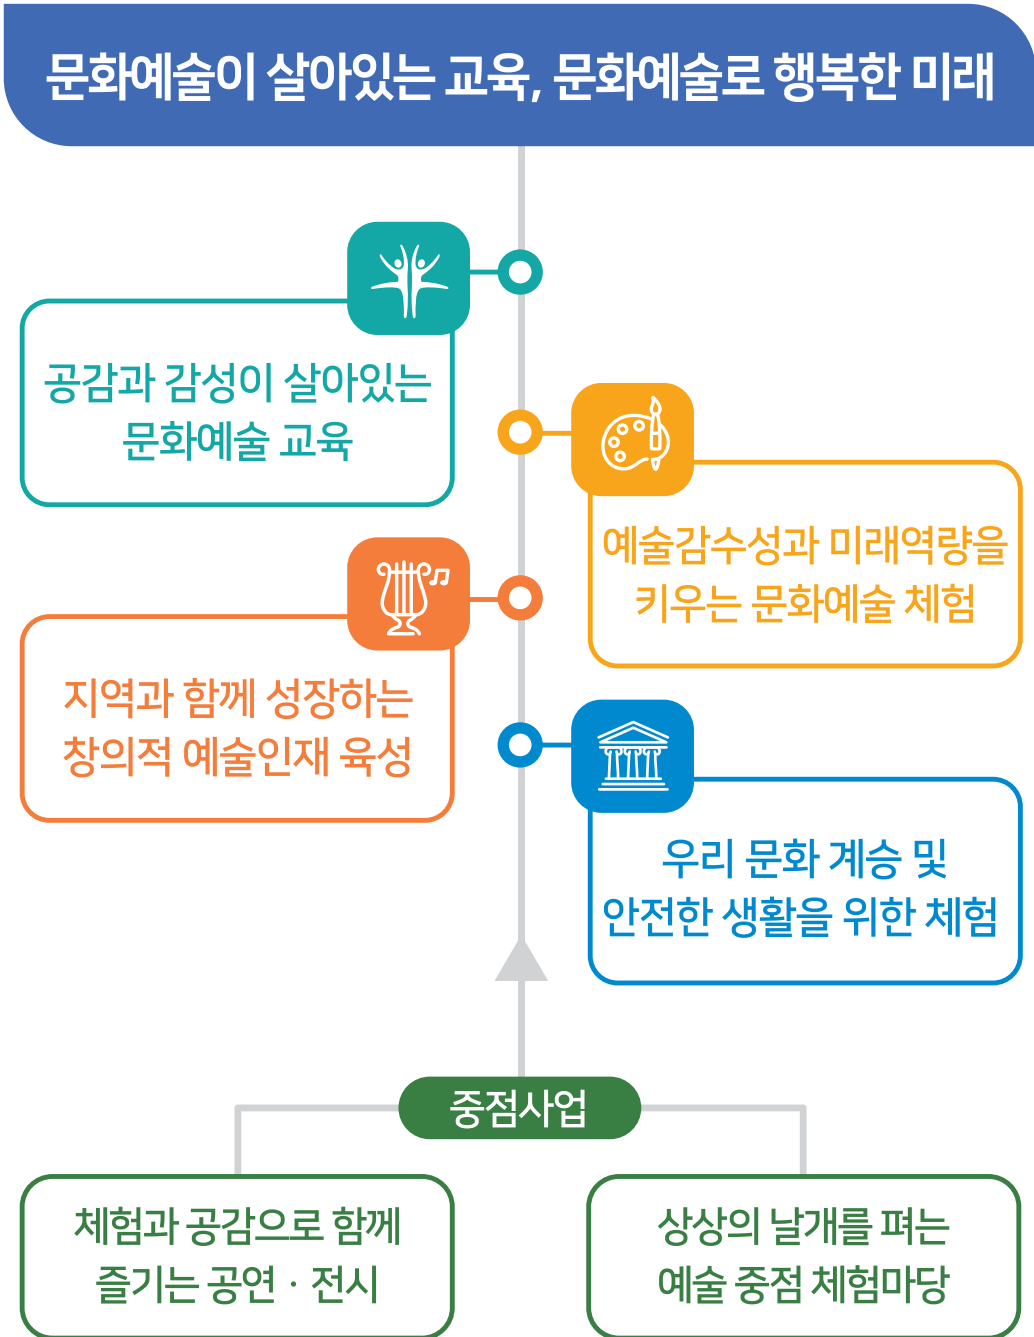 문화예술이 살아있는 교육, 문화예술로 행복한 미래
공감과 감성이 살아있는
문화예술 교육
예술감수성과 미래역량을
키우는 문화예술 체험
지역과 함께 성장하는
창의적 예술인재 육성
우리 문화 계승 및
안전한 생활을 위한 체험
중점사업
체험과 공감으로 함께
즐기는 공연 · 전시
상상의 날개를 펴는
예술 중점 체험마당